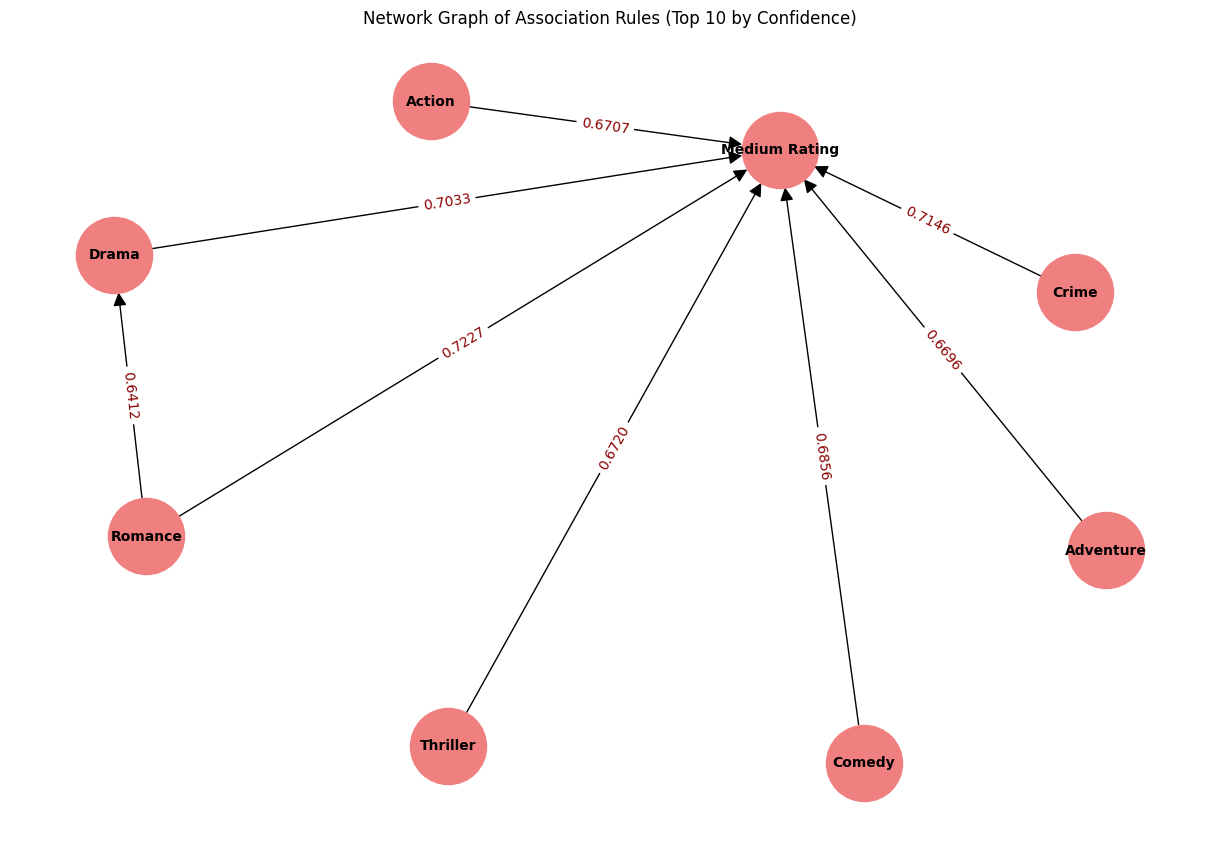 Network Graph of Association Rules (Top 10 by Confidence)
Action
0.6707
Medium Rating
0.7033
0.7146
Drama
Crime
0.7227
0.6696
0.6412
0.6720
0.6856
Romance
Adventure
Thriller
Comedy